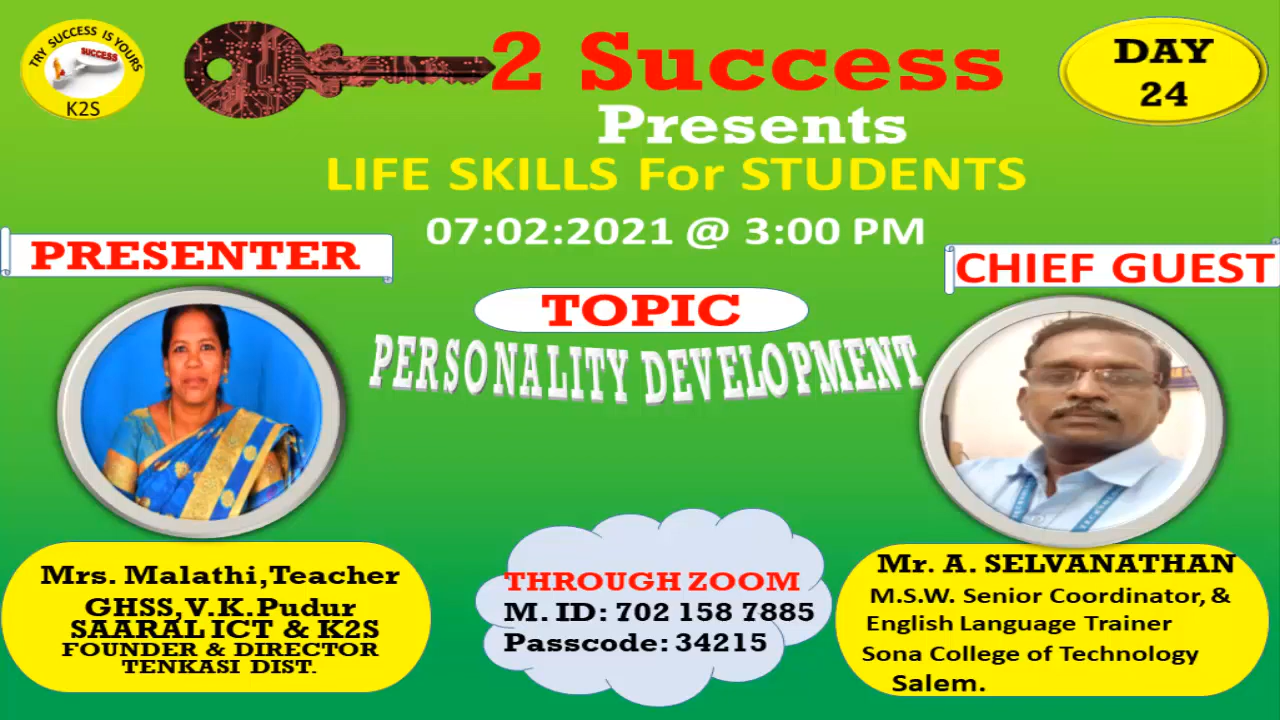 TRY SUCCESS IS YOURS
SUCCESS
K2S
2 Success
DAY
24
Presents
LIFE SKILLS For STUDENTS
07:02:2021 @ 3:00 PM
PRESENTER
CHIEF GUEST
TOPIC
PERSONALITY DEVELOPMENT
Mrs. Malathi,Teacher
GHSS,V.K.Pudur
SAARAL ICT & K2S
FOUNDER & DIRECTOR
TENKASI DIST.
THROUGH ZOOM
M. ID: 702 158 7885
Passcode: 34215
Mr. A. SELVANATHAN
M.S.W. Senior Coordinator, &
English Language Trainer
Sona College of Technology
Salem.